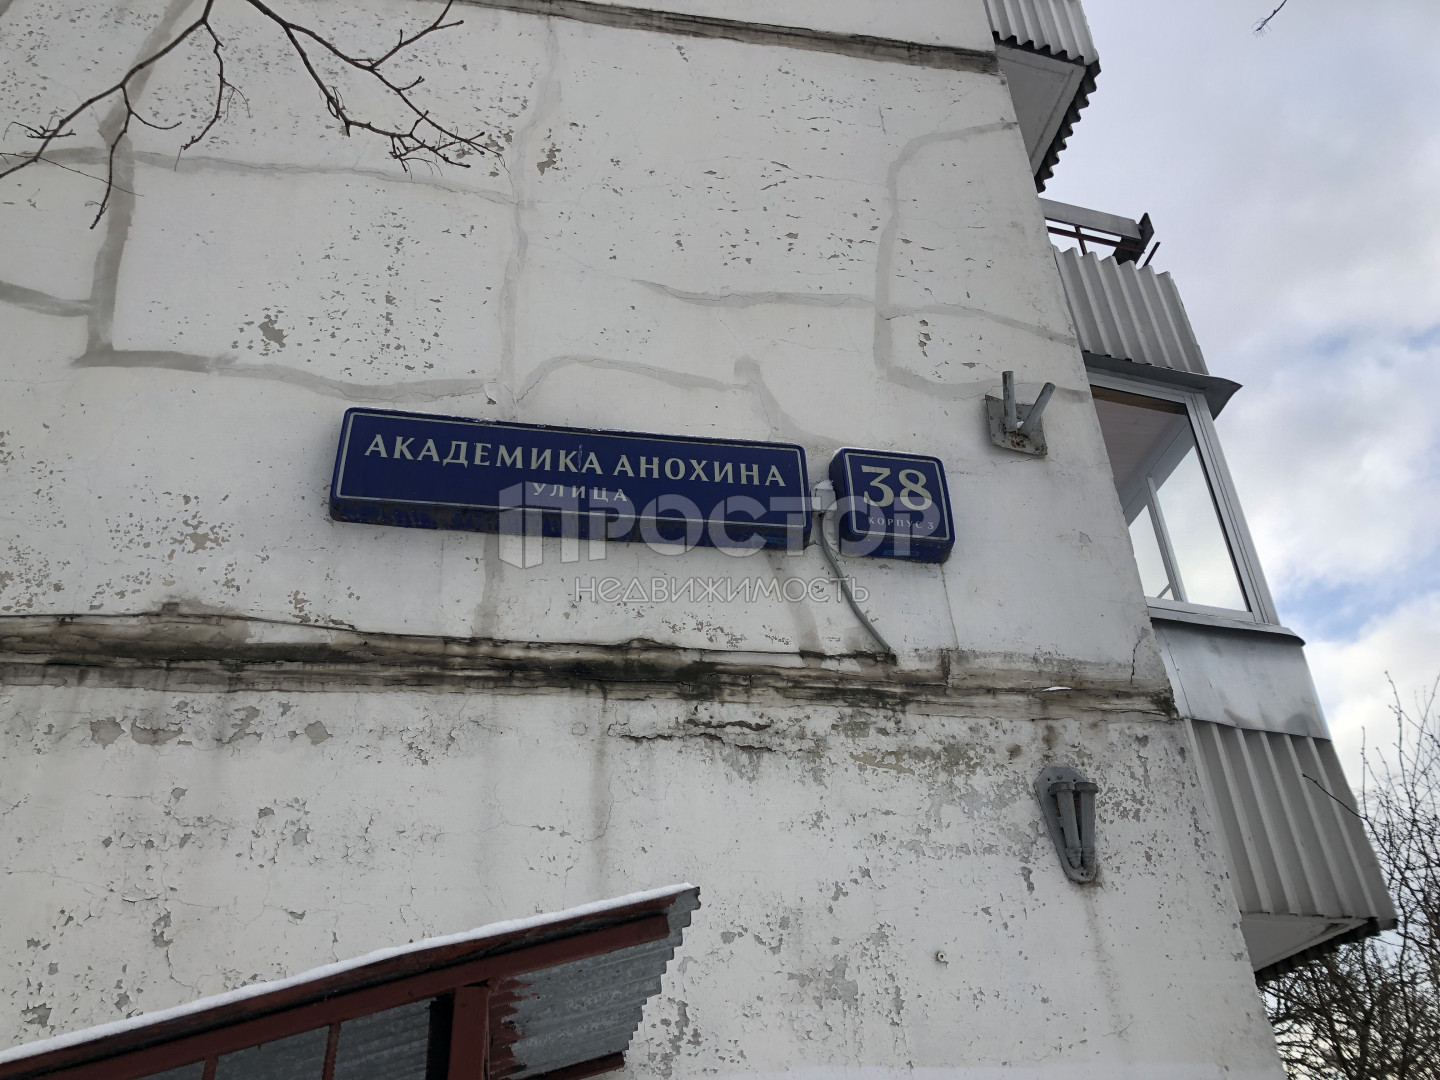 АКАДЕМИКА АНОХИНА
УЛИЦА
38
КОРПУС 3
ПРОСТОР
НЕДВИЖИМОСТЬ